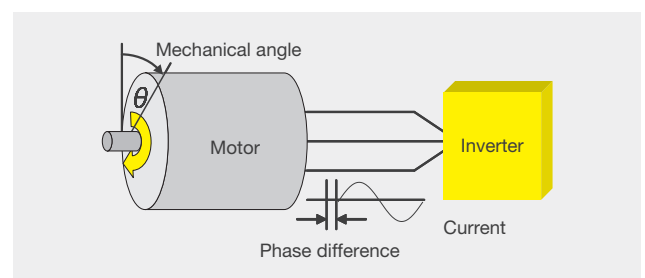 Mechanical angle
θ
Motor
Inverter
Current
Phase difference